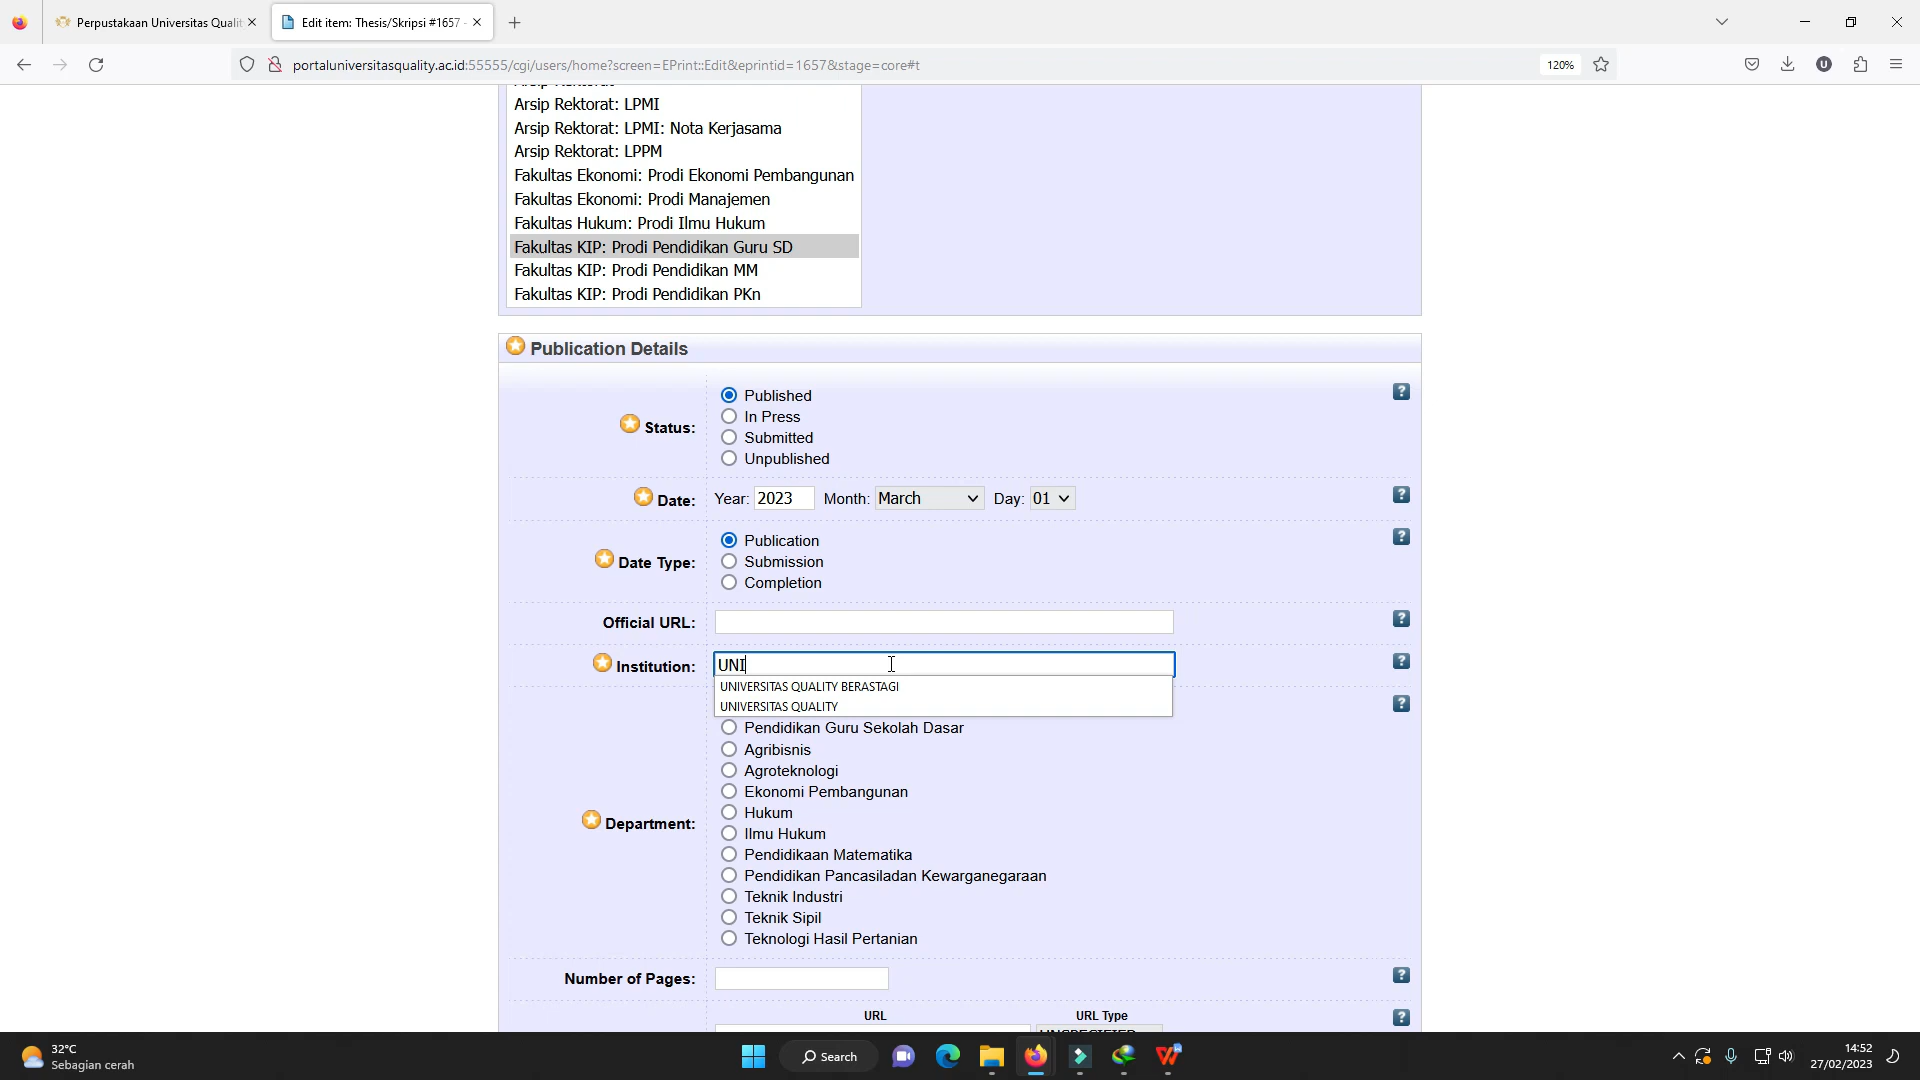 Perpustakaan Universitas Qualit
Edit item: Thesis/Skripsi #1657 -
portaluniversitasquality.ac.id:55555/cgi/users/home?screen=EPrint::Edit&eprintid=1657&stage=core#t
120%
Arsip Rektorat: LPMI
Arsip Rektorat: LPMI: Nota Kerjasama
Arsip Rektorat: LPPM
Fakultas Ekonomi: Prodi Ekonomi Pembangunan
Fakultas Ekonomi: Prodi Manajemen
Fakultas Hukum: Prodi Ilmu Hukum
Fakultas KIP: Prodi Pendidikan Guru SD
Fakultas KIP: Prodi Pendidikan MM
Fakultas KIP: Prodi Pendidikan PKn
Publication Details
Status:
Published
In Press
Submitted
Unpublished
Date: Year: 2023 Month: March Day: 01
Date Type:
Publication
Submission
Completion
Official URL:
Institution: UNI
UNIVERSITAS QUALITY BERASTAGI
UNIVERSITAS QUALITY
Department:
Pendidikan Guru Sekolah Dasar
Agribisnis
Agroteknologi
Ekonomi Pembangunan
Hukum
Ilmu Hukum
Pendidikaan Matematika
Pendidikan Pancasiladan Kewarganegaraan
Teknik Industri
Teknik Sipil
Teknologi Hasil Pertanian
Number of Pages:
URL URL Type
32°C
Sebagian cerah
Search
14:52
27/02/2023